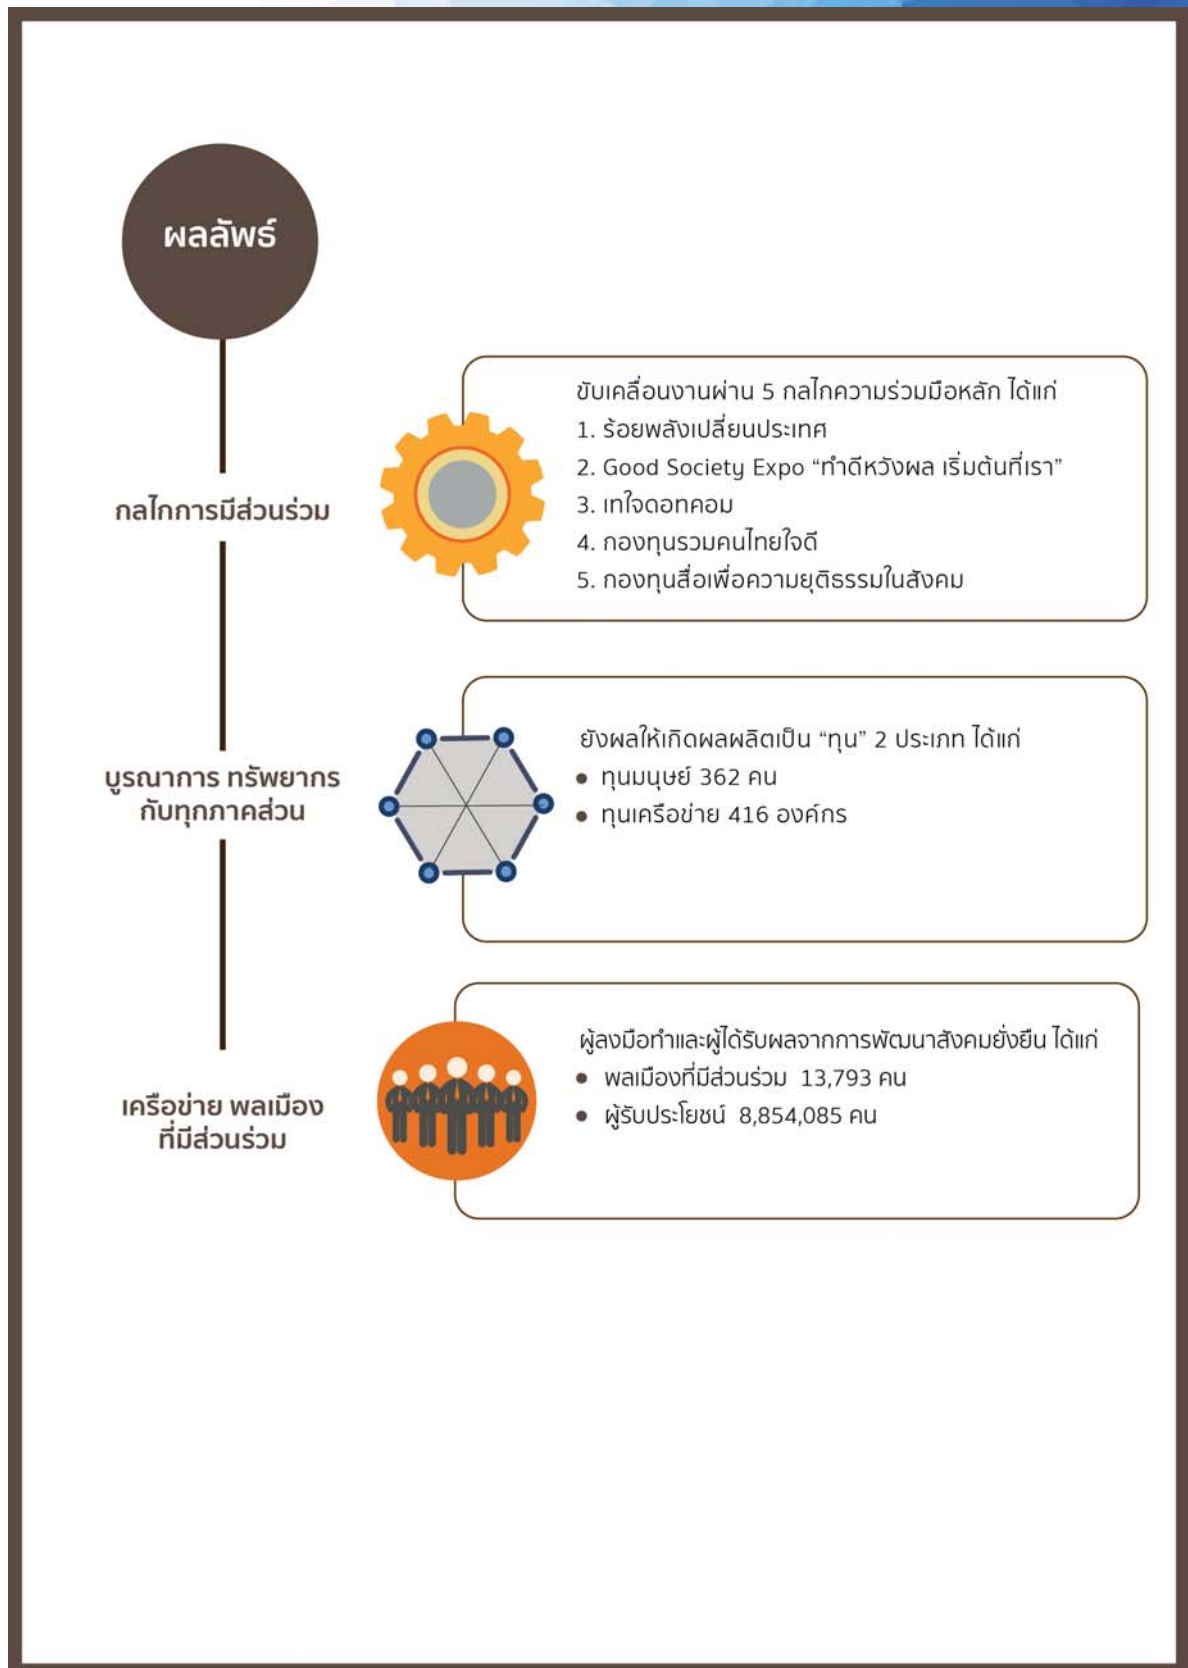 ผลลัพธ์
กลไกการมีส่วนร่วม
ขับเคลื่อนงานผ่าน 5 กลไกความร่วมมือหลัก ได้แก่
1. ร้อยพลังเปลี่ยนประเทศ
2. Good Society Expo “ทำดีหวังผล เริ่มต้นที่เรา”
3. เทใจดอทคอม
4. กองทุนรวมคนไทยใจดี
5. กองทุนสื่อเพื่อความยุติธรรมในสังคม
บูรณาการ ทรัพยากร
กับทุกภาคส่วน
ยังผลให้เกิดผลผลิตเป็น “ทุน” 2 ประเภท ได้แก่
● ทุนมนุษย์ 362 คน
● ทุนเครือข่าย 416 องค์กร
เครือข่าย พลเมือง
ที่มีส่วนร่วม
ผู้ลงมือทำและผู้ได้รับผลจากการพัฒนาสังคมยั่งยืน ได้แก่
● พลเมืองที่มีส่วนร่วม 13,793 คน
● ผู้รับประโยชน์ 8,854,085 คน